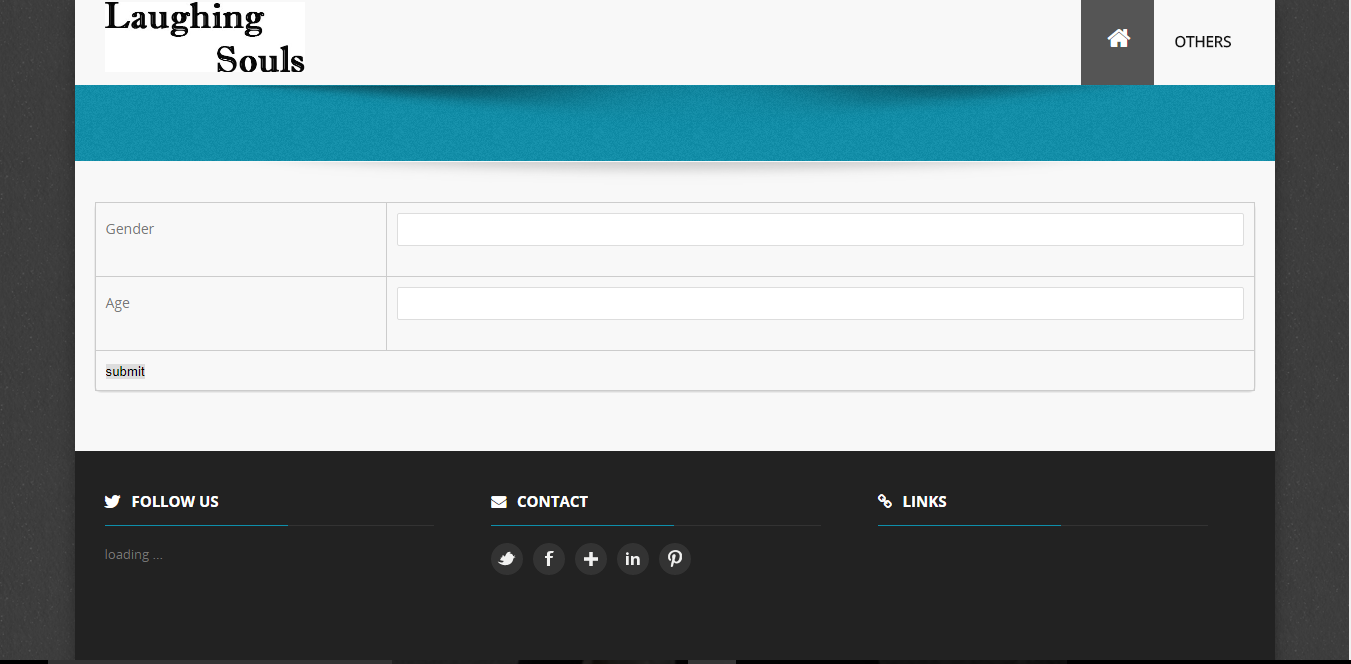 Laughing
Souls
OTHERS
Gender
Age
submit
FOLLOW US
CONTACT
LINKS
loading ...